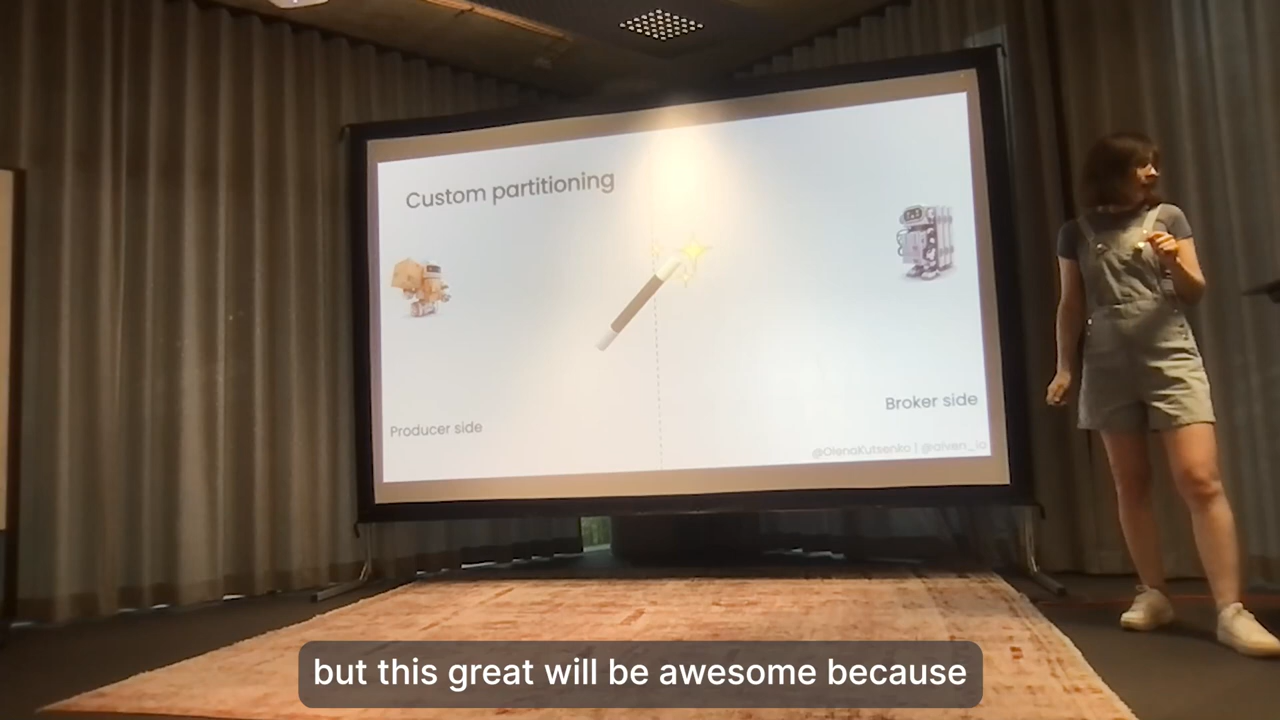 Custom partitioning
Producer side
Broker side
@OlenaKutsenko | @aiven_io
but this great will be awesome because